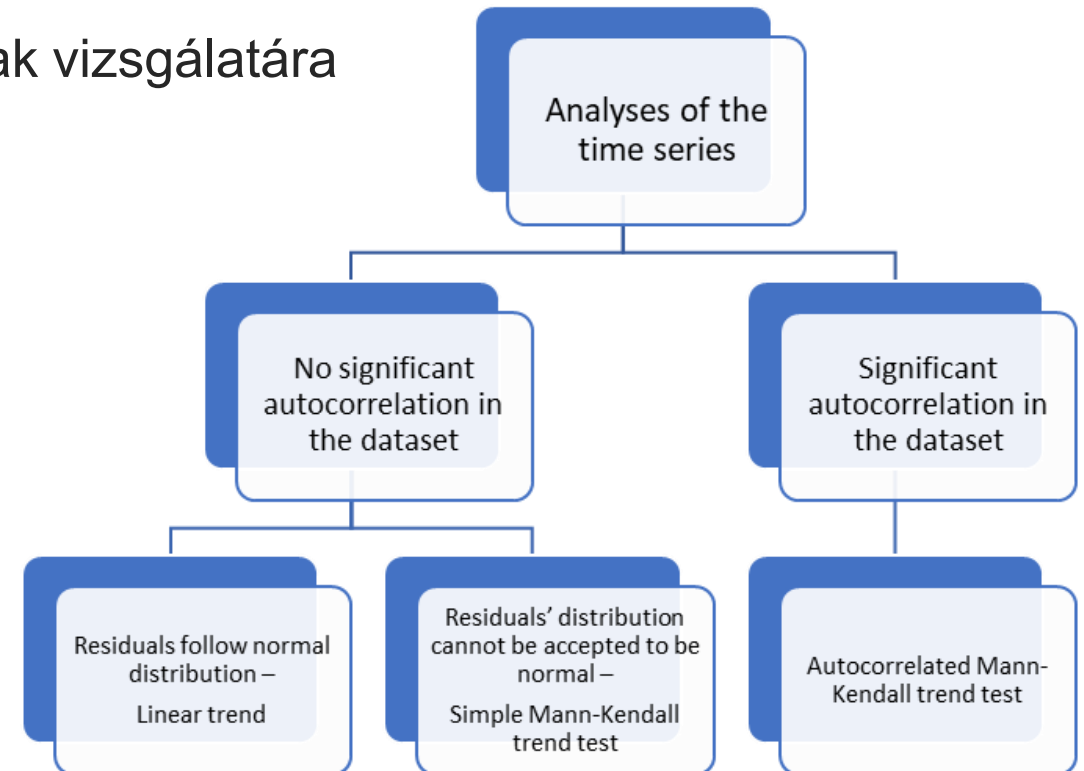 ak vizsgálatára
Analyses of the
time series
No significant
autocorrelation in
the dataset
Significant
autocorrelation in
the dataset
Residuals follow normal
distribution –
Linear trend
Residuals’ distribution
cannot be accepted to be
normal –
Simple Mann-Kendall
trend test
Autocorrelated Mann-
Kendall trend test